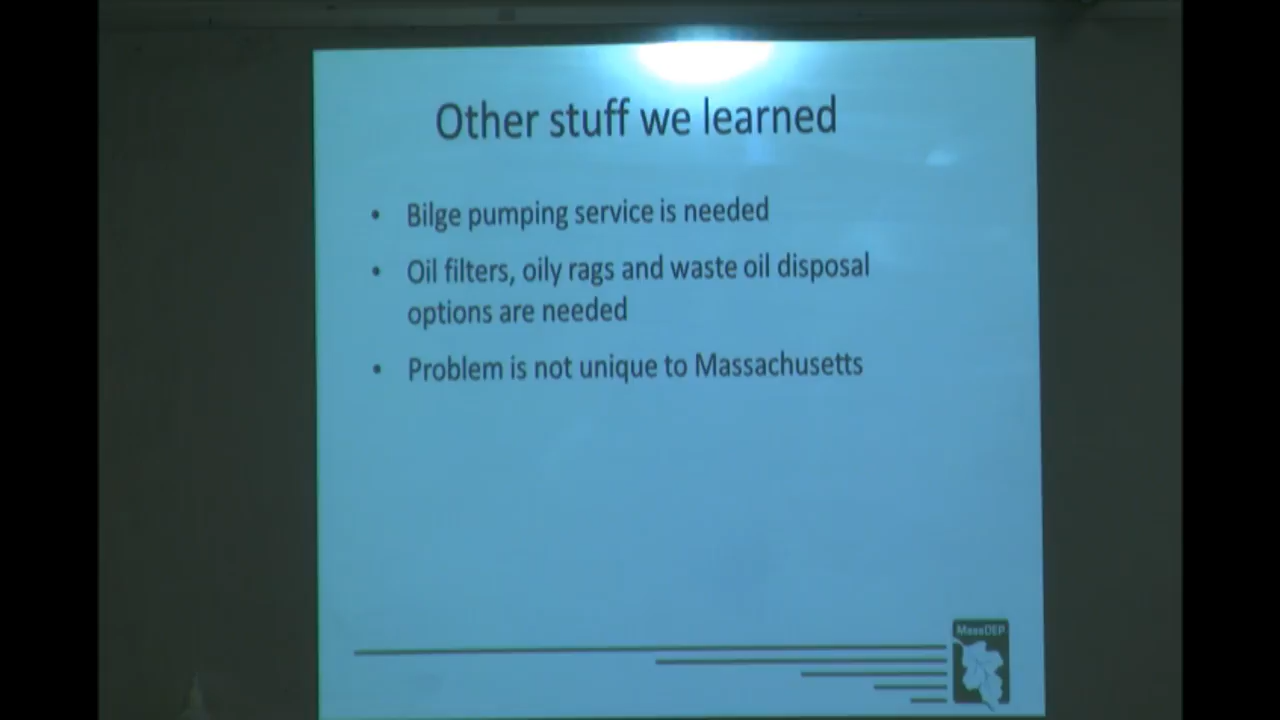 Other stuff we learned
• Bilge pumping service is needed
• Oil filters, oily rags and waste oil disposal
options are needed
• Problem is not unique to Massachusetts
MassDEP